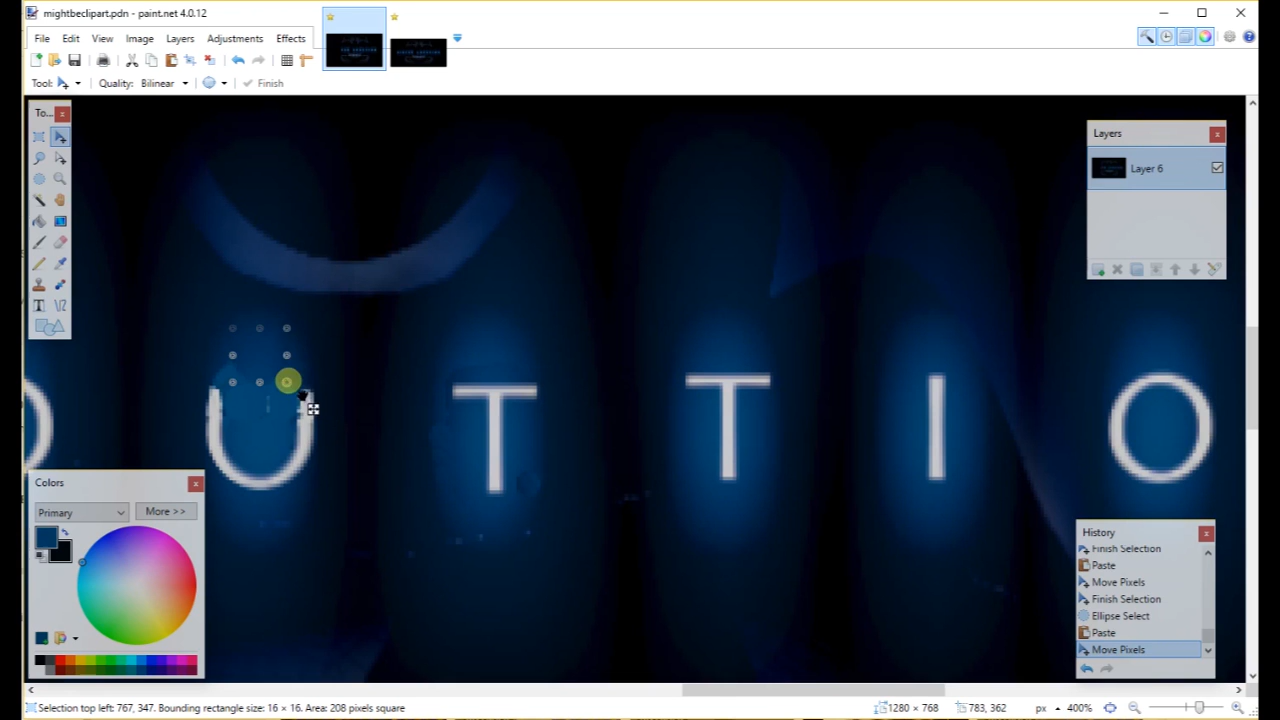 mightbeclipart.pdn - paint.net 4.0.12
File Edit View Image Layers Adjustments Effects
Tool: Quality: Bilinear Finish
To...
Layers
Layer 6
U T T I O
Colors
Primary More >>
History
Finish Selection
Paste
Move Pixels
Finish Selection
Ellipse Select
Paste
Move Pixels
Selection top left: 767, 347. Bounding rectangle size: 16 × 16. Area: 208 pixels square 1280 × 768 783, 362 px 400%